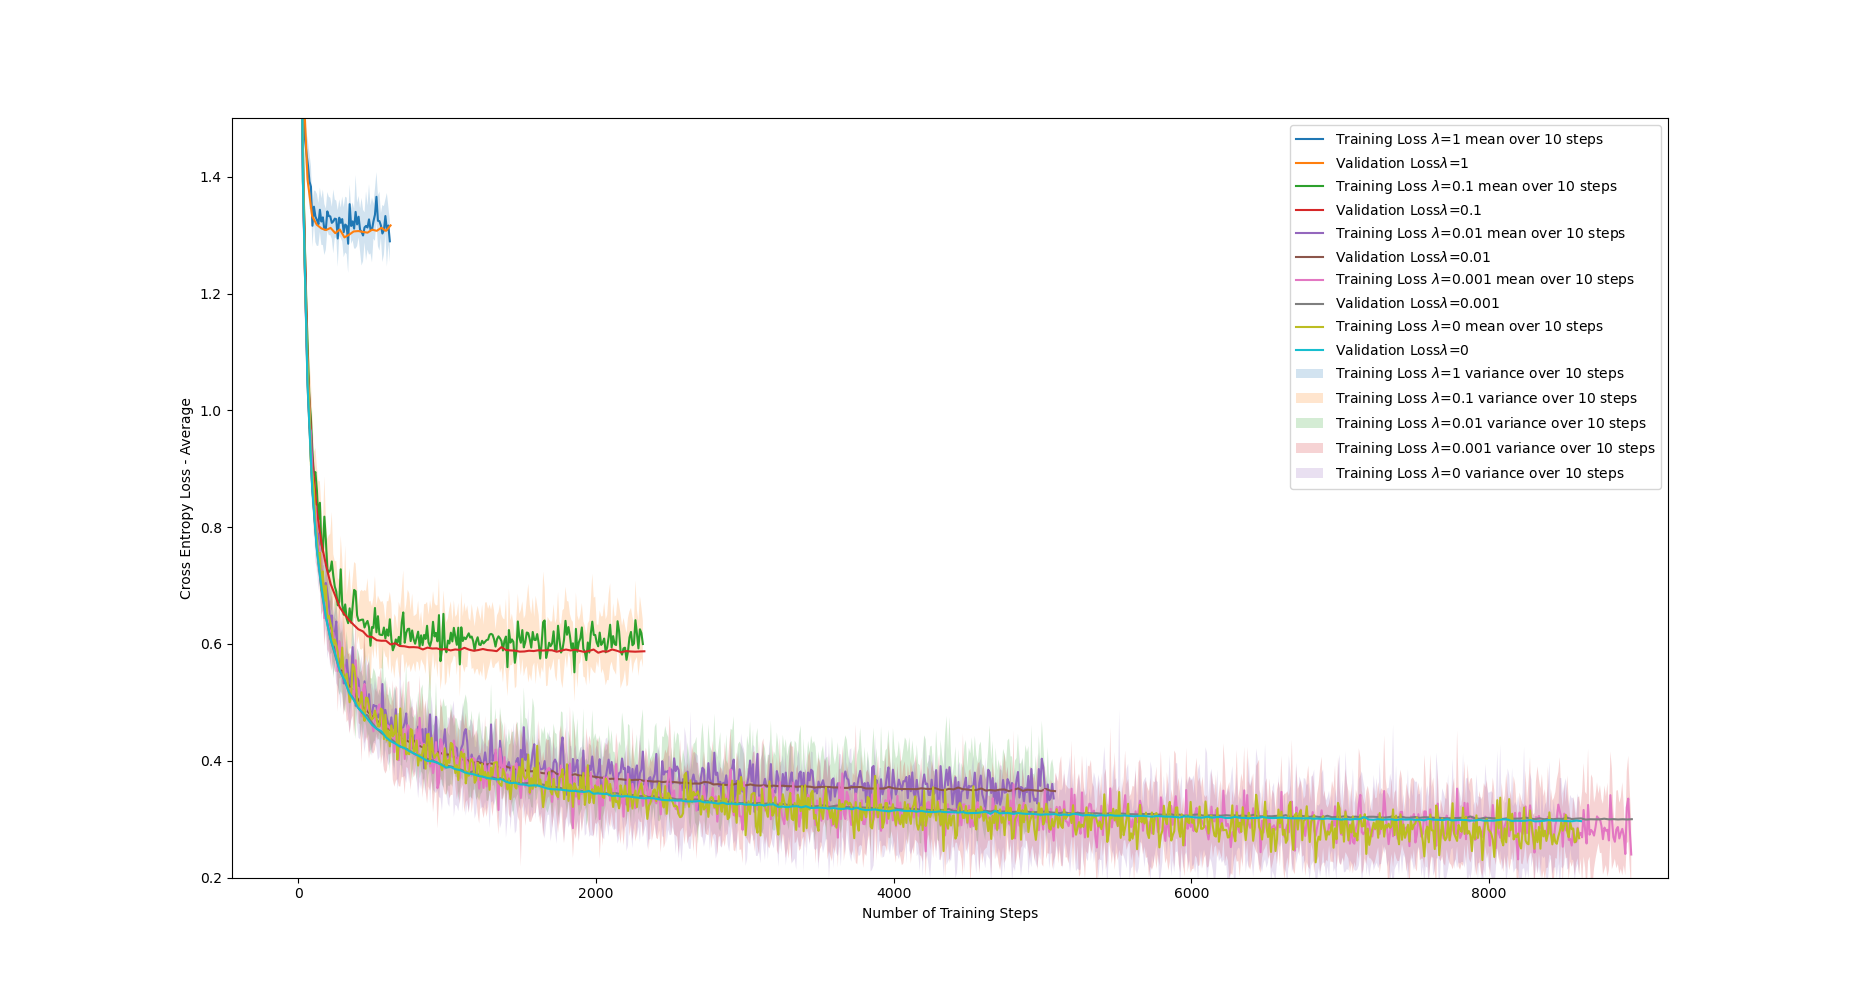 Training Loss λ=1 mean over 10 steps
Validation Lossλ=1
Training Loss λ=0.1 mean over 10 steps
Validation Lossλ=0.1
Training Loss λ=0.01 mean over 10 steps
Validation Lossλ=0.01
Training Loss λ=0.001 mean over 10 steps
Validation Lossλ=0.001
Training Loss λ=0 mean over 10 steps
Validation Lossλ=0
Training Loss λ=1 variance over 10 steps
Training Loss λ=0.1 variance over 10 steps
Training Loss λ=0.01 variance over 10 steps
Training Loss λ=0.001 variance over 10 steps
Training Loss λ=0 variance over 10 steps
1.4
1.2
1.0
0.8
0.6
0.4
0.2
Cross Entropy Loss - Average
0 2000 4000 6000 8000
Number of Training Steps